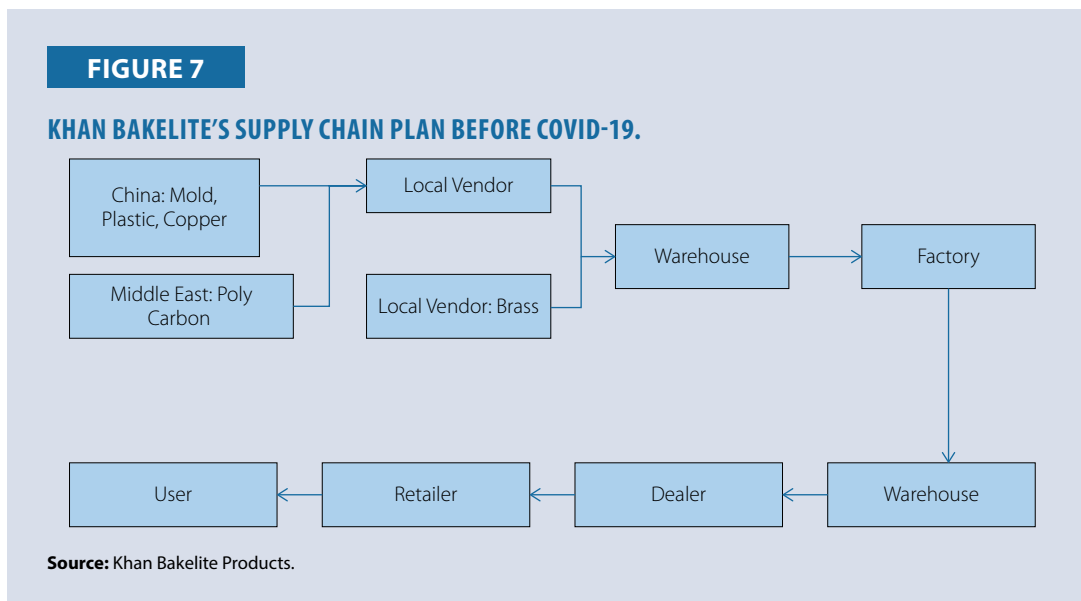 FIGURE 7
KHAN BAKELITE'S SUPPLY CHAIN PLAN BEFORE COVID-19.
China: Mold,
Plastic, Copper
Local Vendor
Warehouse
Factory
Middle East: Poly
Carbon
Local Vendor: Brass
User
Retailer
Dealer
Warehouse
Source: Khan Bakelite Products.